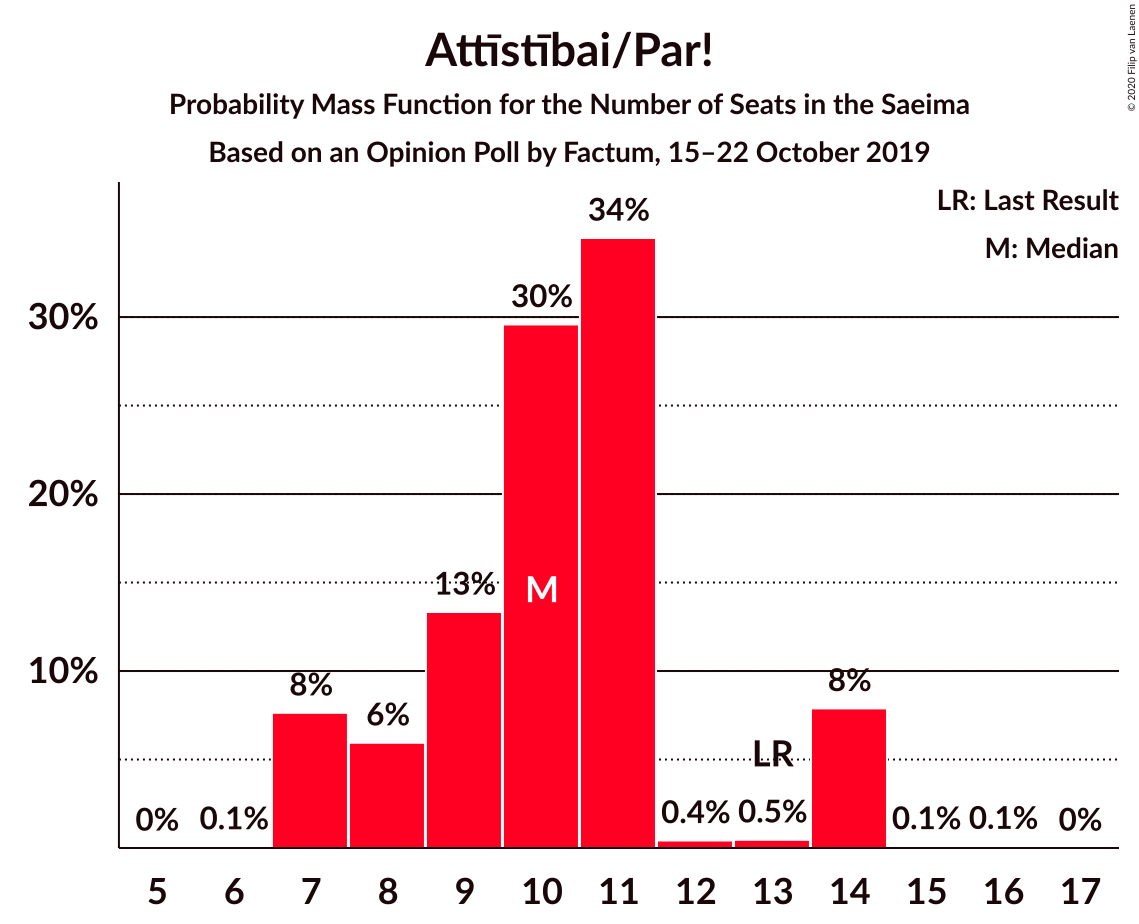 Attīstībai/Par!
Probability Mass Function for the Number of Seats in the Saeima
Based on an Opinion Poll by Factum, 15–22 October 2019
© 2020 Filip van Laenen
LR: Last Result
M: Median
34%
30%
30%
20%
13%
M
10%
8%
6%
8%
LR
0%
0.1%
0.4%
0.5%
0.1%
0.1%
0%
5 6 7 8 9 10 11 12 13 14 15 16 17